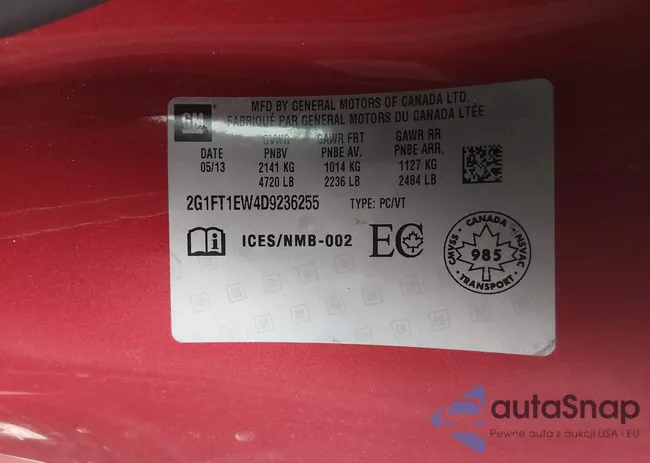 GM
MFD BY GENERAL MOTORS OF CANADA LTD.
FABRIQUÉ PAR GENERAL MOTORS DU CANADA LTÉE
GVWR GAWR FRT GAWR RR
DATE PNBV PNBE AV. PNBE ARR.
05/13 2141 KG 1014 KG 1127 KG
4720 LB 2236 LB 2484 LB
2G1FT1EW4D9236255 TYPE: PC/VT
ICES/NMB-002 EC
CANADA
CMVSS 985 NSVAC
TRANSPORT
autaSnap
Pewne auta z aukcji USA i EU